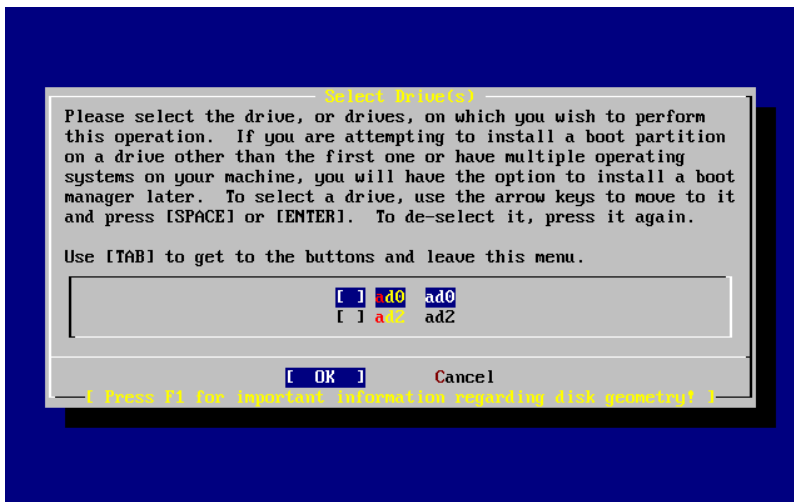 Select Drive(s)
Please select the drive, or drives, on which you wish to perform
this operation.  If you are attempting to install a boot partition
on a drive other than the first one or have multiple operating
systems on your machine, you will have the option to install a boot
manager later.  To select a drive, use the arrow keys to move to it
and press [SPACE] or [ENTER].  To de-select it, press it again.
Use [TAB] to get to the buttons and leave this menu.
[ ] ad0 ad0
[ ] ad2 ad2
[ OK ] Cancel
[ Press F1 for important information regarding disk geometry! ]